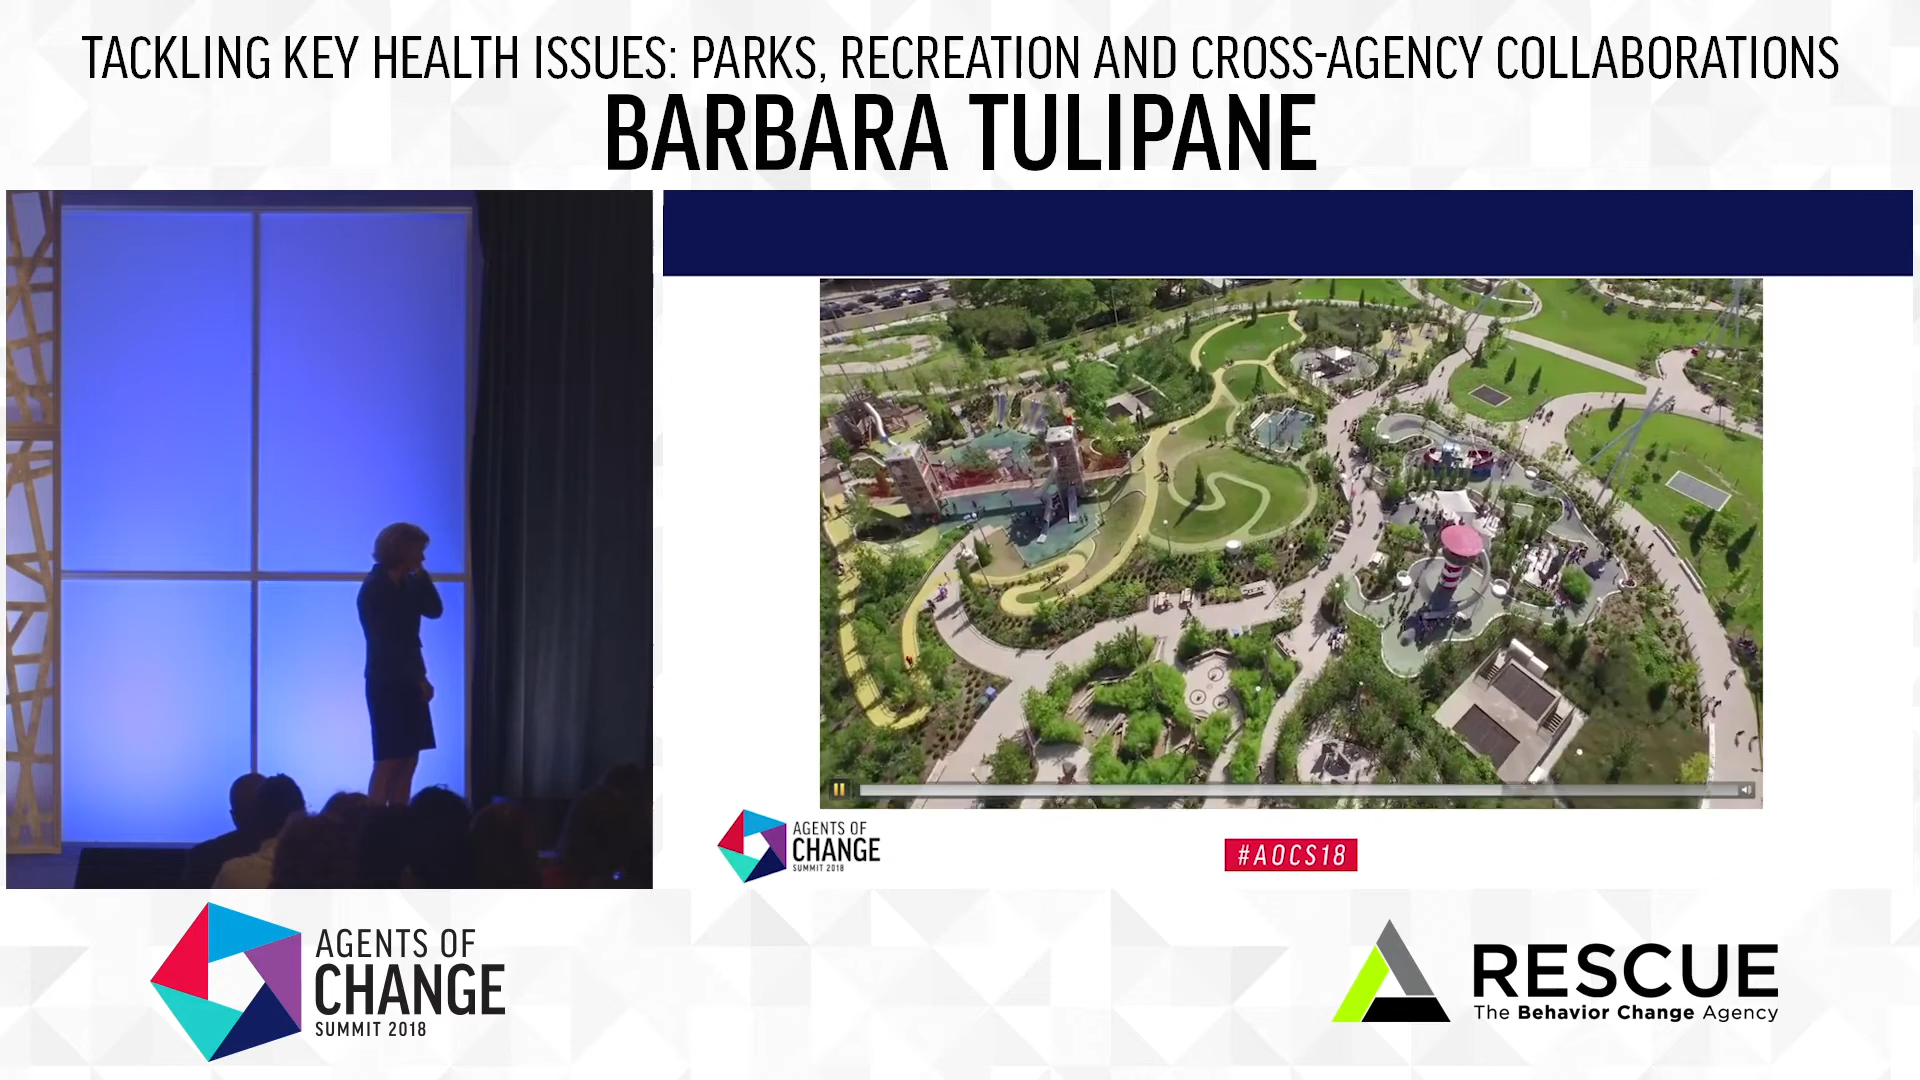 TACKLING KEY HEALTH ISSUES: PARKS, RECREATION AND CROSS-AGENCY COLLABORATIONS
BARBARA TULIPANE
AGENTS OF
CHANGE
SUMMIT 2018
#AOCS18
AGENTS OF
CHANGE
SUMMIT 2018
RESCUE
The Behavior Change Agency